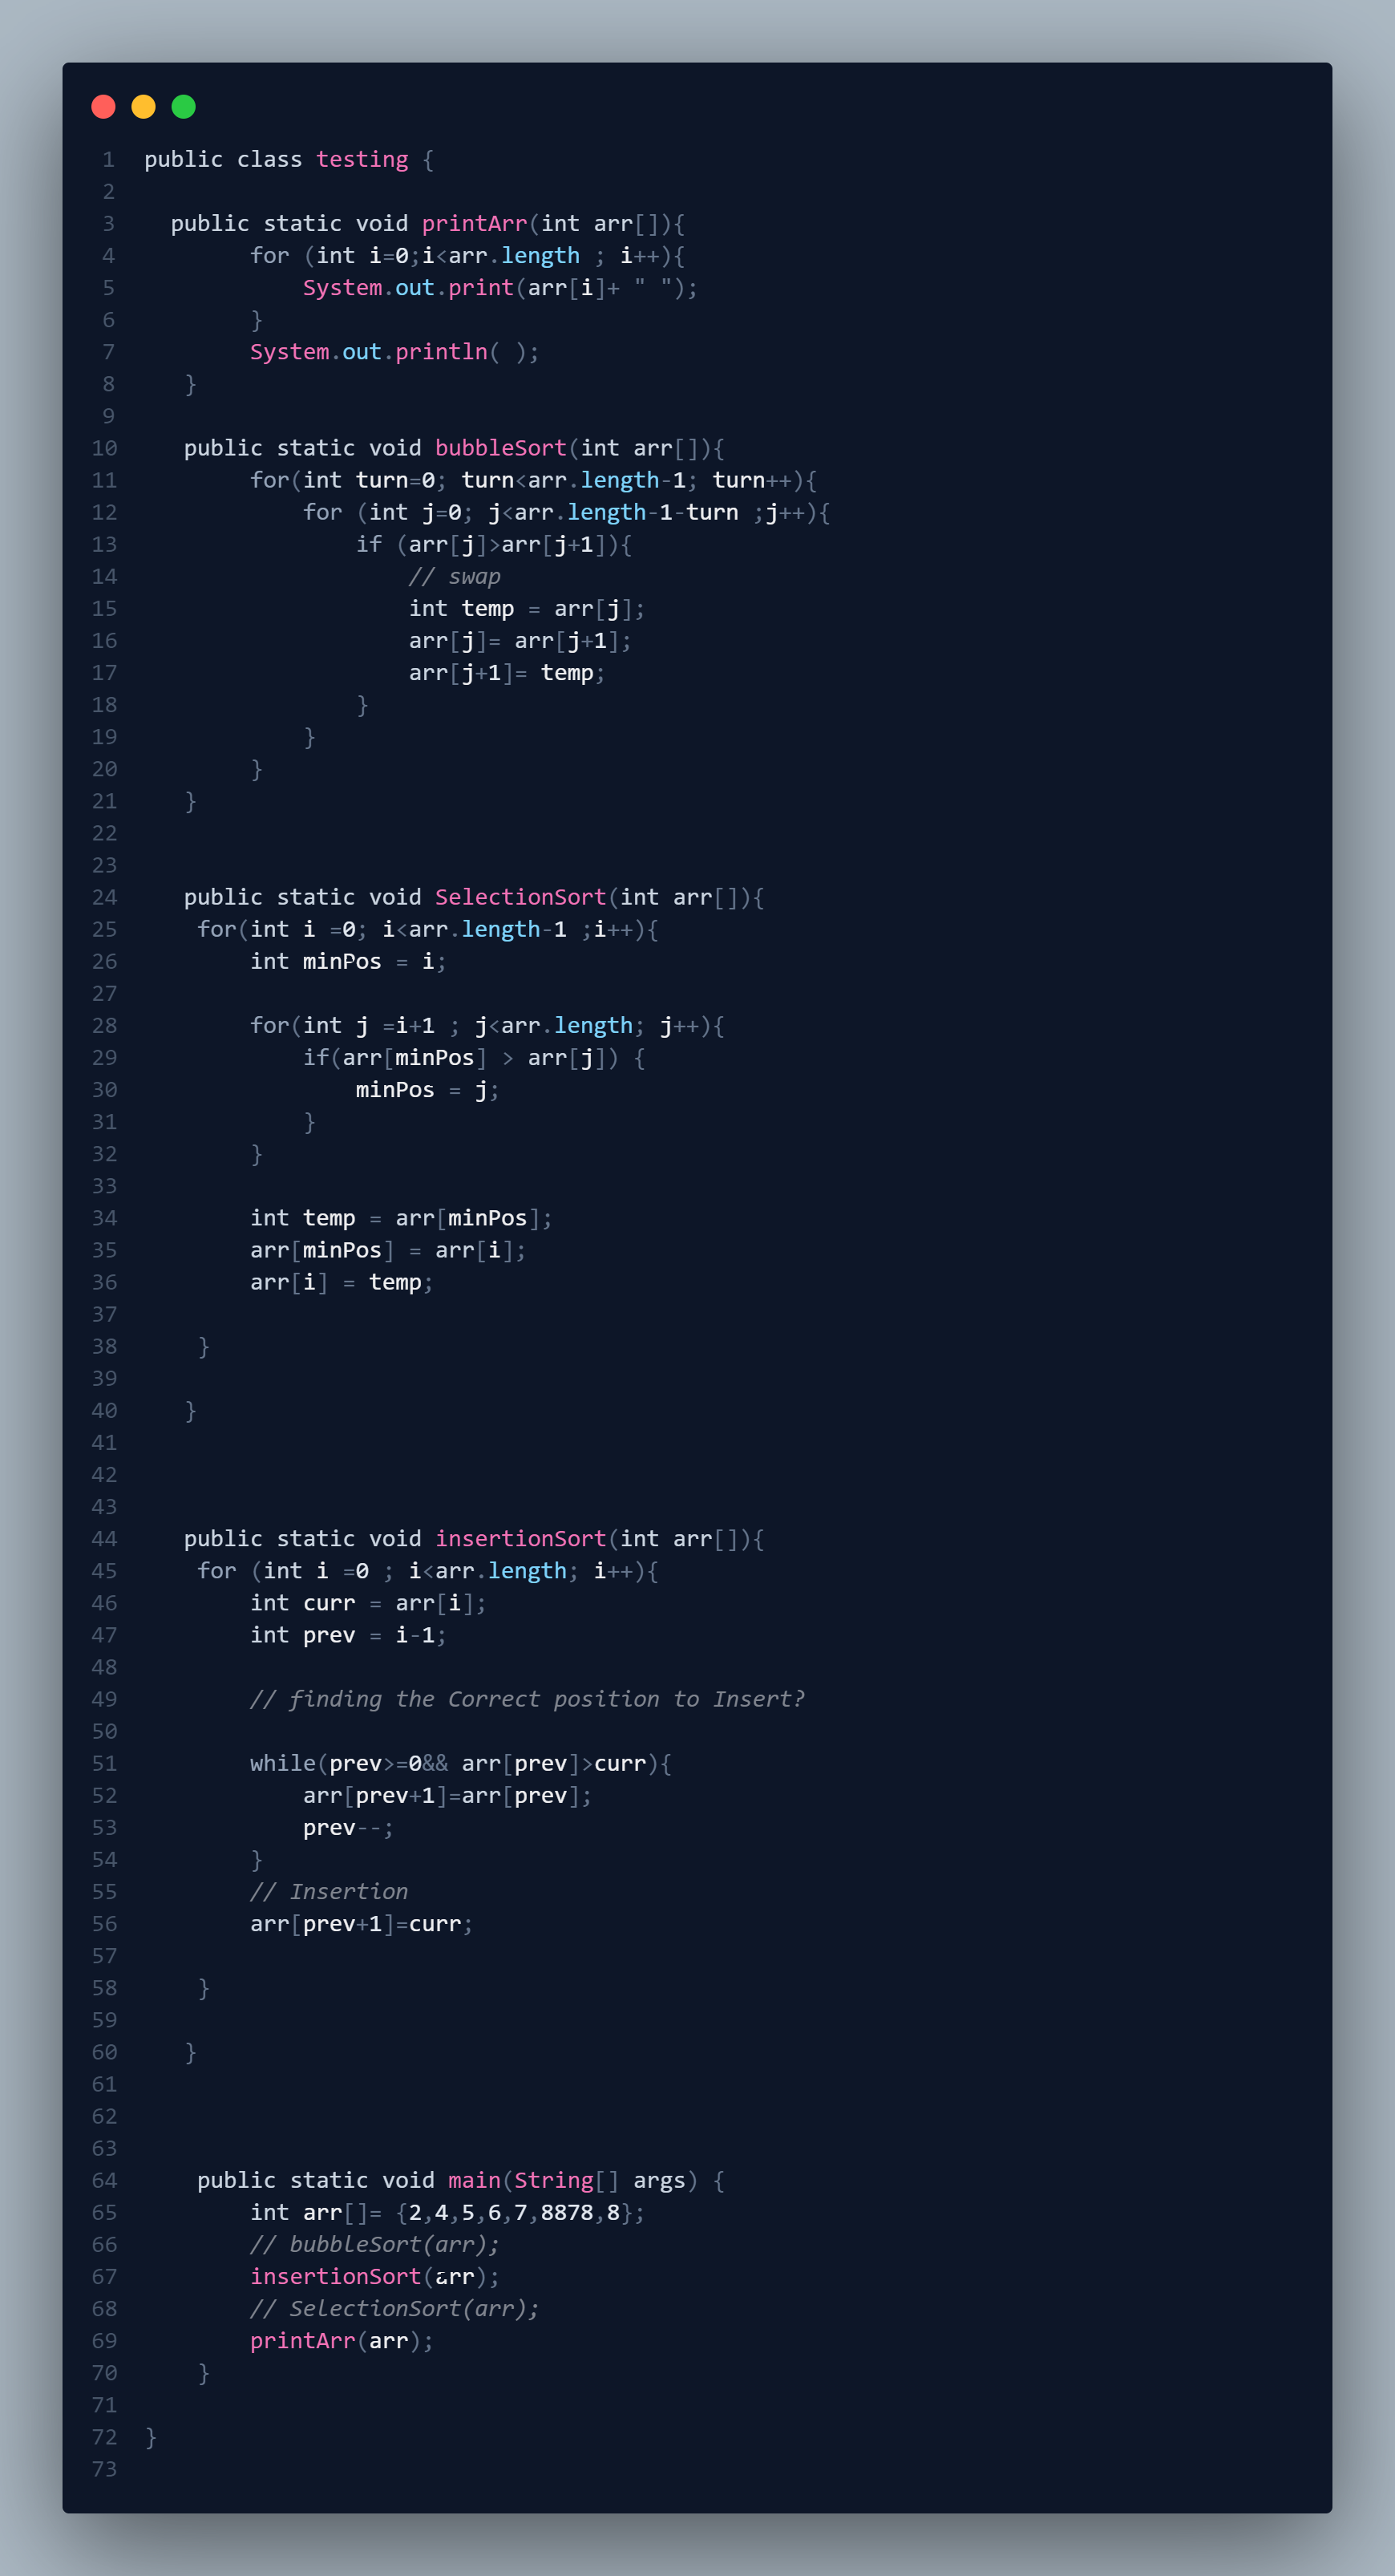 1 public class testing {
2
3   public static void printArr(int arr[]){
4         for (int i=0;i<arr.length ; i++){
5             System.out.print(arr[i]+ " ");
6         }
7         System.out.println( );
8    }
9
10    public static void bubbleSort(int arr[]){
11         for(int turn=0; turn<arr.length-1; turn++){
12             for (int j=0; j<arr.length-1-turn ;j++){
13                 if (arr[j]>arr[j+1]){
14                     // swap
15                     int temp = arr[j];
16                     arr[j]= arr[j+1];
17                     arr[j+1]= temp;
18                 }
19             }
20         }
21    }
22
23
24    public static void SelectionSort(int arr[]){
25     for(int i =0; i<arr.length-1 ;i++){
26         int minPos = i;
27
28         for(int j =i+1 ; j<arr.length; j++){
29             if(arr[minPos] > arr[j]) {
30                 minPos = j;
31             }
32         }
33
34         int temp = arr[minPos];
35         arr[minPos] = arr[i];
36         arr[i] = temp;
37
38     }
39
40    }
41
42
43
44    public static void insertionSort(int arr[]){
45     for (int i =0 ; i<arr.length; i++){
46         int curr = arr[i];
47         int prev = i-1;
48
49         // finding the Correct position to Insert?
50
51         while(prev>=0&& arr[prev]>curr){
52             arr[prev+1]=arr[prev];
53             prev--;
54         }
55         // Insertion
56         arr[prev+1]=curr;
57
58     }
59
60    }
61
62
63
64     public static void main(String[] args) {
65         int arr[]= {2,4,5,6,7,8878,8};
66         // bubbleSort(arr);
67         insertionSort(arr);
68         // SelectionSort(arr);
69         printArr(arr);
70     }
71
72 }
73